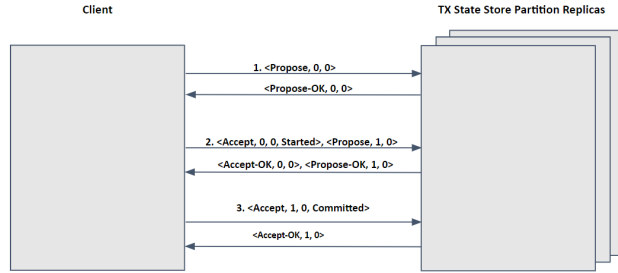 Client
TX State Store Partition Replicas
1. <Propose, 0, 0>
<Propose-OK, 0, 0>
2. <Accept, 0, 0, Started>, <Propose, 1, 0>
<Accept-OK, 0, 0>, <Propose-OK, 1, 0>
3. <Accept, 1, 0, Committed>
<Accept-OK, 1, 0>